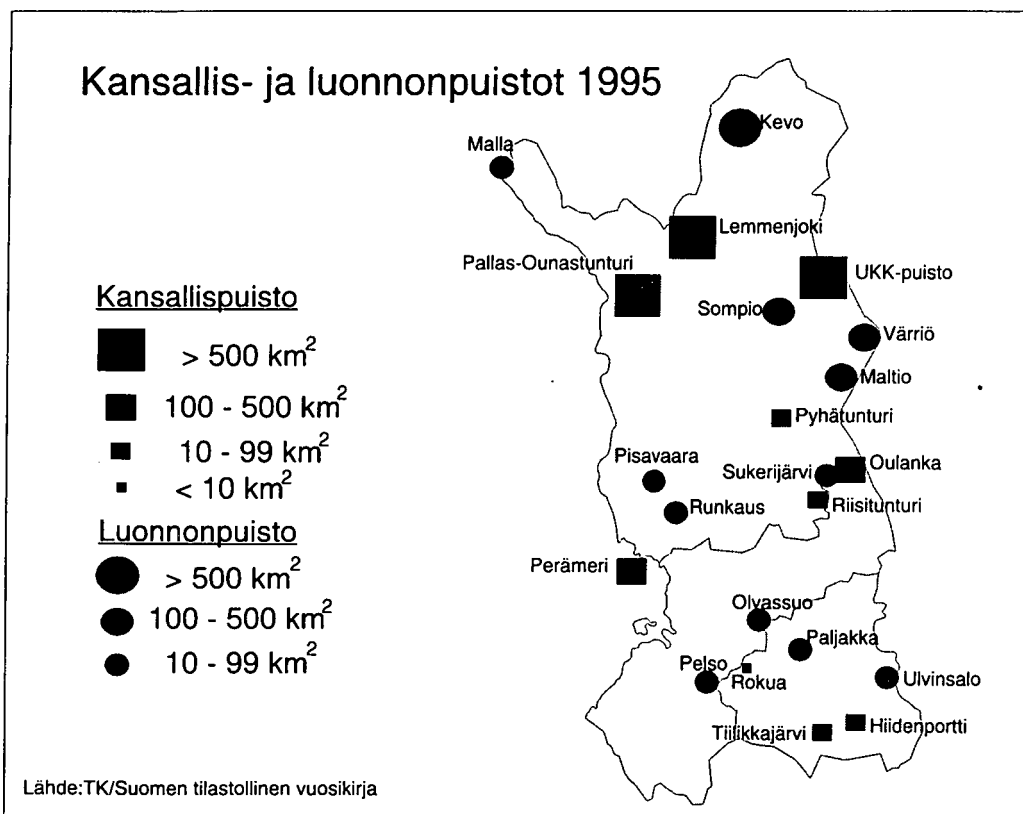 Kansallis- ja luonnonpuistot 1995
Kevo
Malla
Lemmenjoki
Pallas-Ounastunturi
UKK-puisto
Sompio
Värriö
Maltio
Pyhätunturi
Pisavaara
Sukerijärvi
Oulanka
Runkaus
Riisitunturi
Perämeri
Olvassuo
Paljakka
Pelso
Rokua
Ulvinsalo
Tiilikkajärvi
Hiidenportti
Kansallispuisto
> 500 km²
100 - 500 km²
10 - 99 km²
< 10 km²
Luonnonpuisto
> 500 km²
100 - 500 km²
10 - 99 km²
Lähde:TK/Suomen tilastollinen vuosikirja